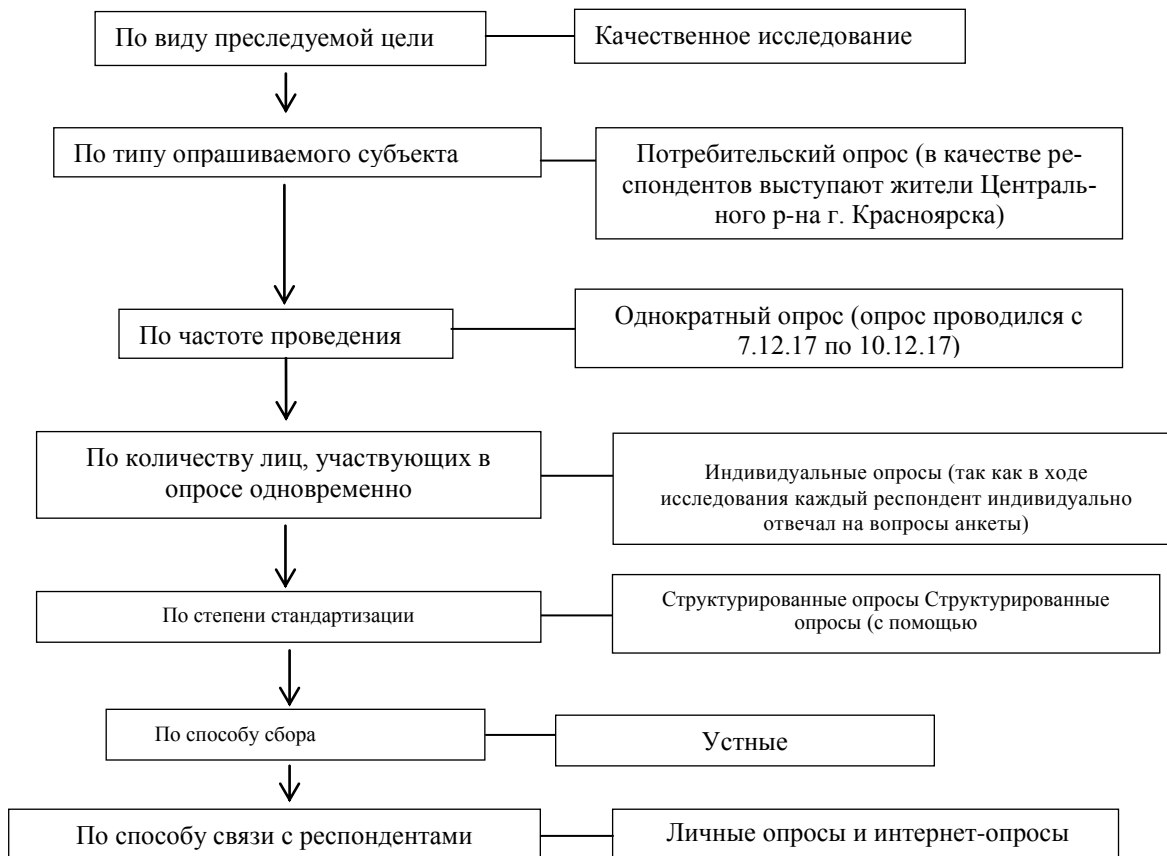 По виду преследуемой цели
Качественное исследование
По типу опрашиваемого субъекта
Потребительский опрос (в качестве ре-
спондентов выступают жители Централь-
ного р-на г. Красноярска)
По частоте проведения
Однократный опрос (опрос проводился с
7.12.17 по 10.12.17)
По количеству лиц, участвующих в
опросе одновременно
Индивидуальные опросы (так как в ходе
исследования каждый респондент индивидуально
отвечал на вопросы анкеты)
По степени стандартизации
Структурированные опросы Структурированные
опросы (с помощью
По способу сбора
Устные
По способу связи с респондентами
Личные опросы и интернет-опросы